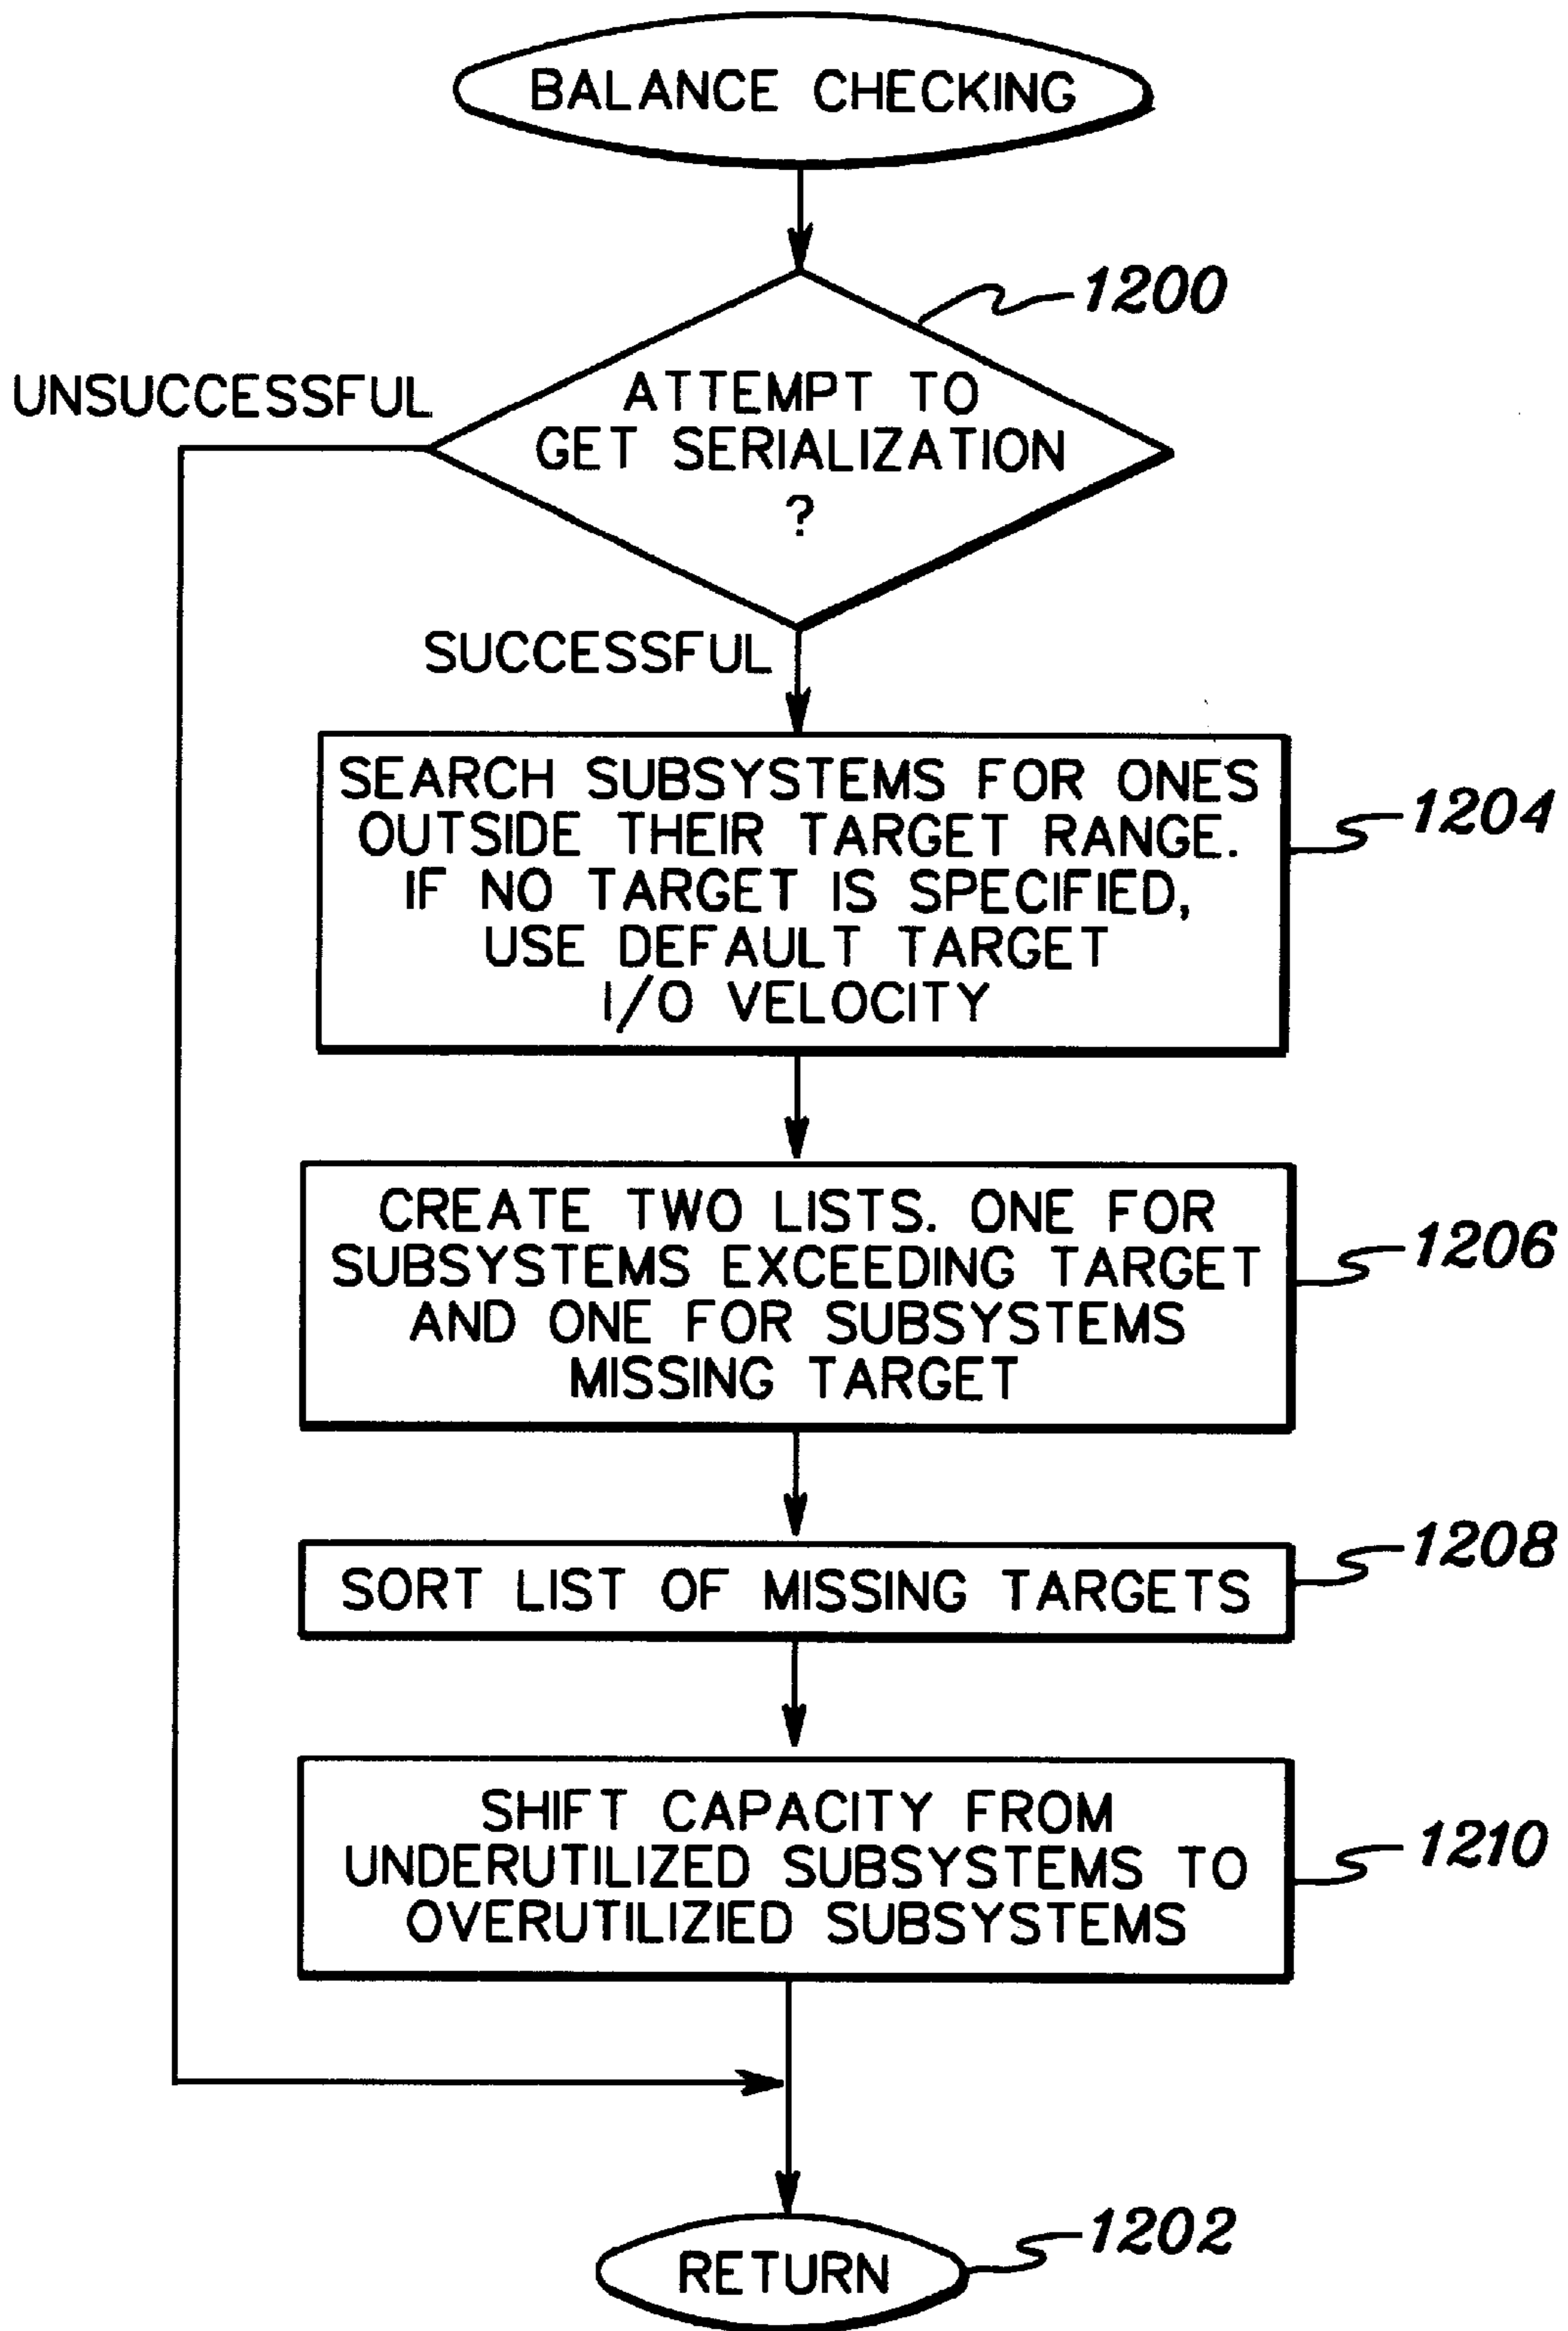 BALANCE CHECKING
1200
UNSUCCESSFUL
ATTEMPT TO
GET SERIALIZATION
?
SUCCESSFUL
SEARCH SUBSYSTEMS FOR ONES
OUTSIDE THEIR TARGET RANGE.
IF NO TARGET IS SPECIFIED,
USE DEFAULT TARGET
I/O VELOCITY
1204
CREATE TWO LISTS. ONE FOR
SUBSYSTEMS EXCEEDING TARGET
AND ONE FOR SUBSYSTEMS
MISSING TARGET
1206
SORT LIST OF MISSING TARGETS
1208
SHIFT CAPACITY FROM
UNDERUTILIZED SUBSYSTEMS TO
OVERUTILIZIED SUBSYSTEMS
1210
RETURN
1202